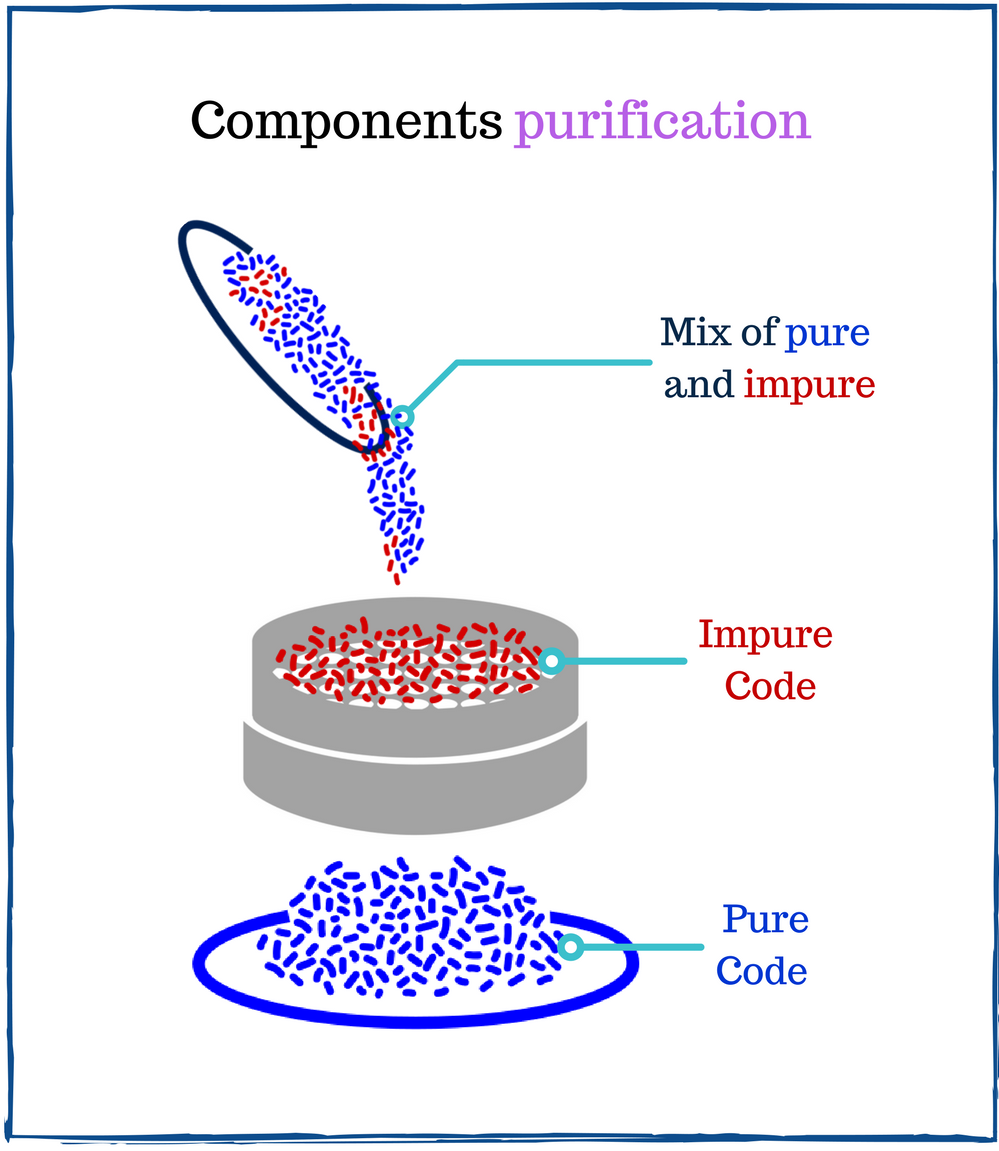 Components purification
Mix of pure
and impure
Impure
Code
Pure
Code